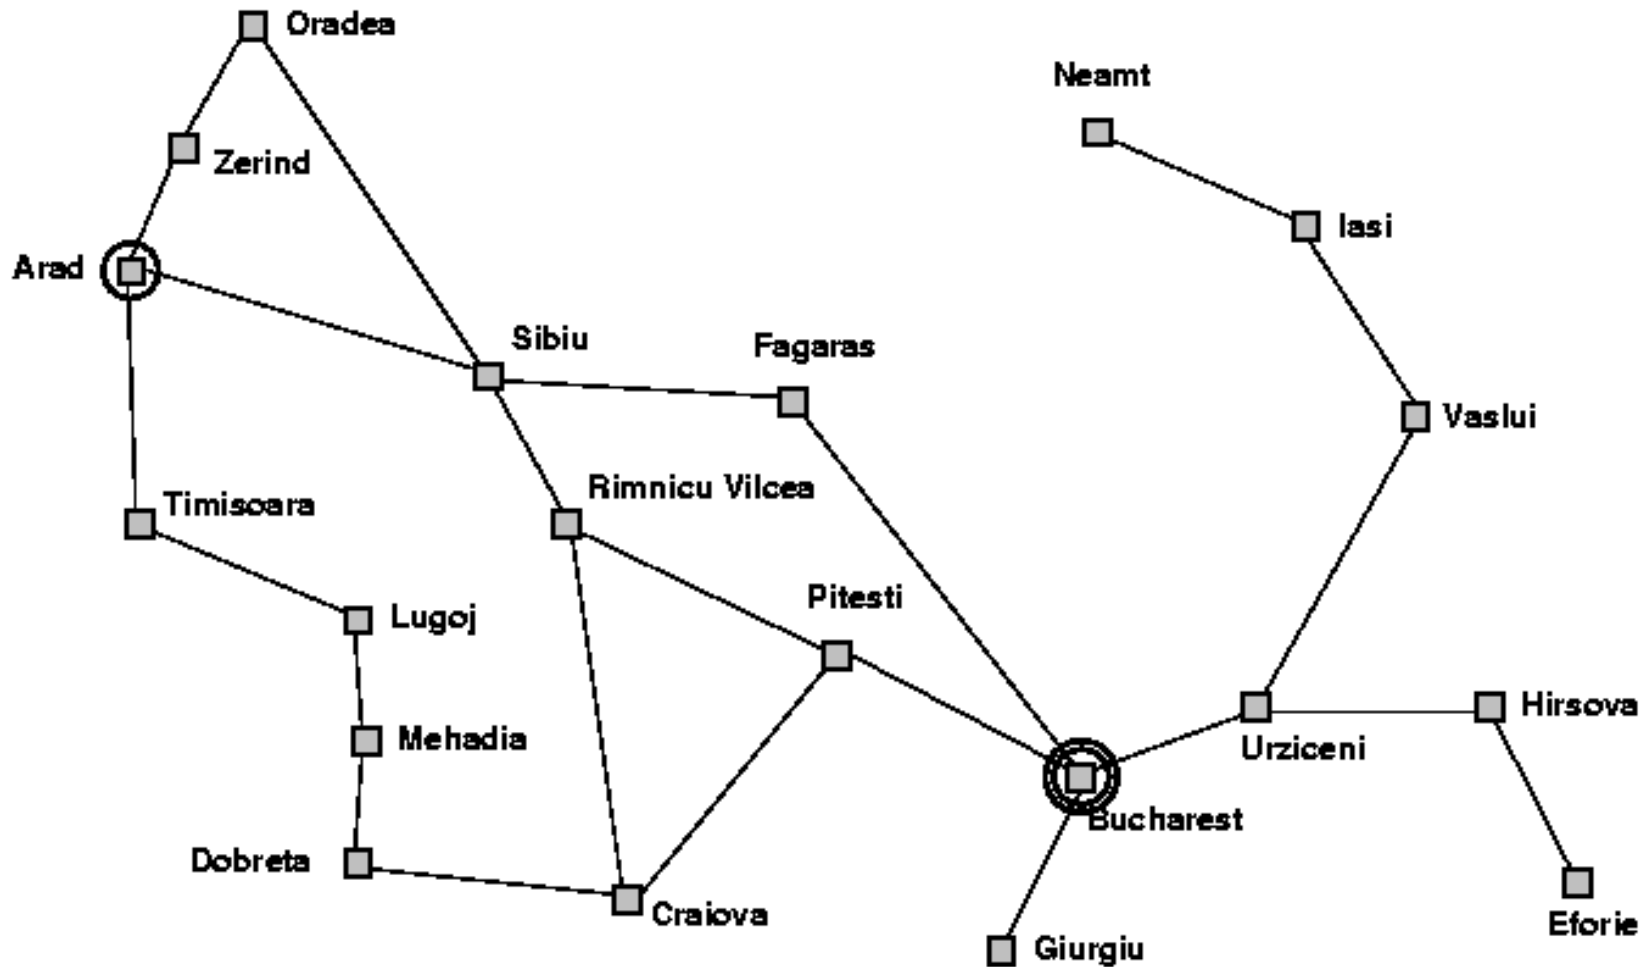 Oradea
Neamt
Zerind
Iasi
Arad
Sibiu
Fagaras
Vaslui
Rimnicu Vilcea
Timisoara
Pitesti
Lugoj
Hirsova
Mehadia
Urziceni
Bucharest
Dobreta
Craiova
Eforie
Giurgiu